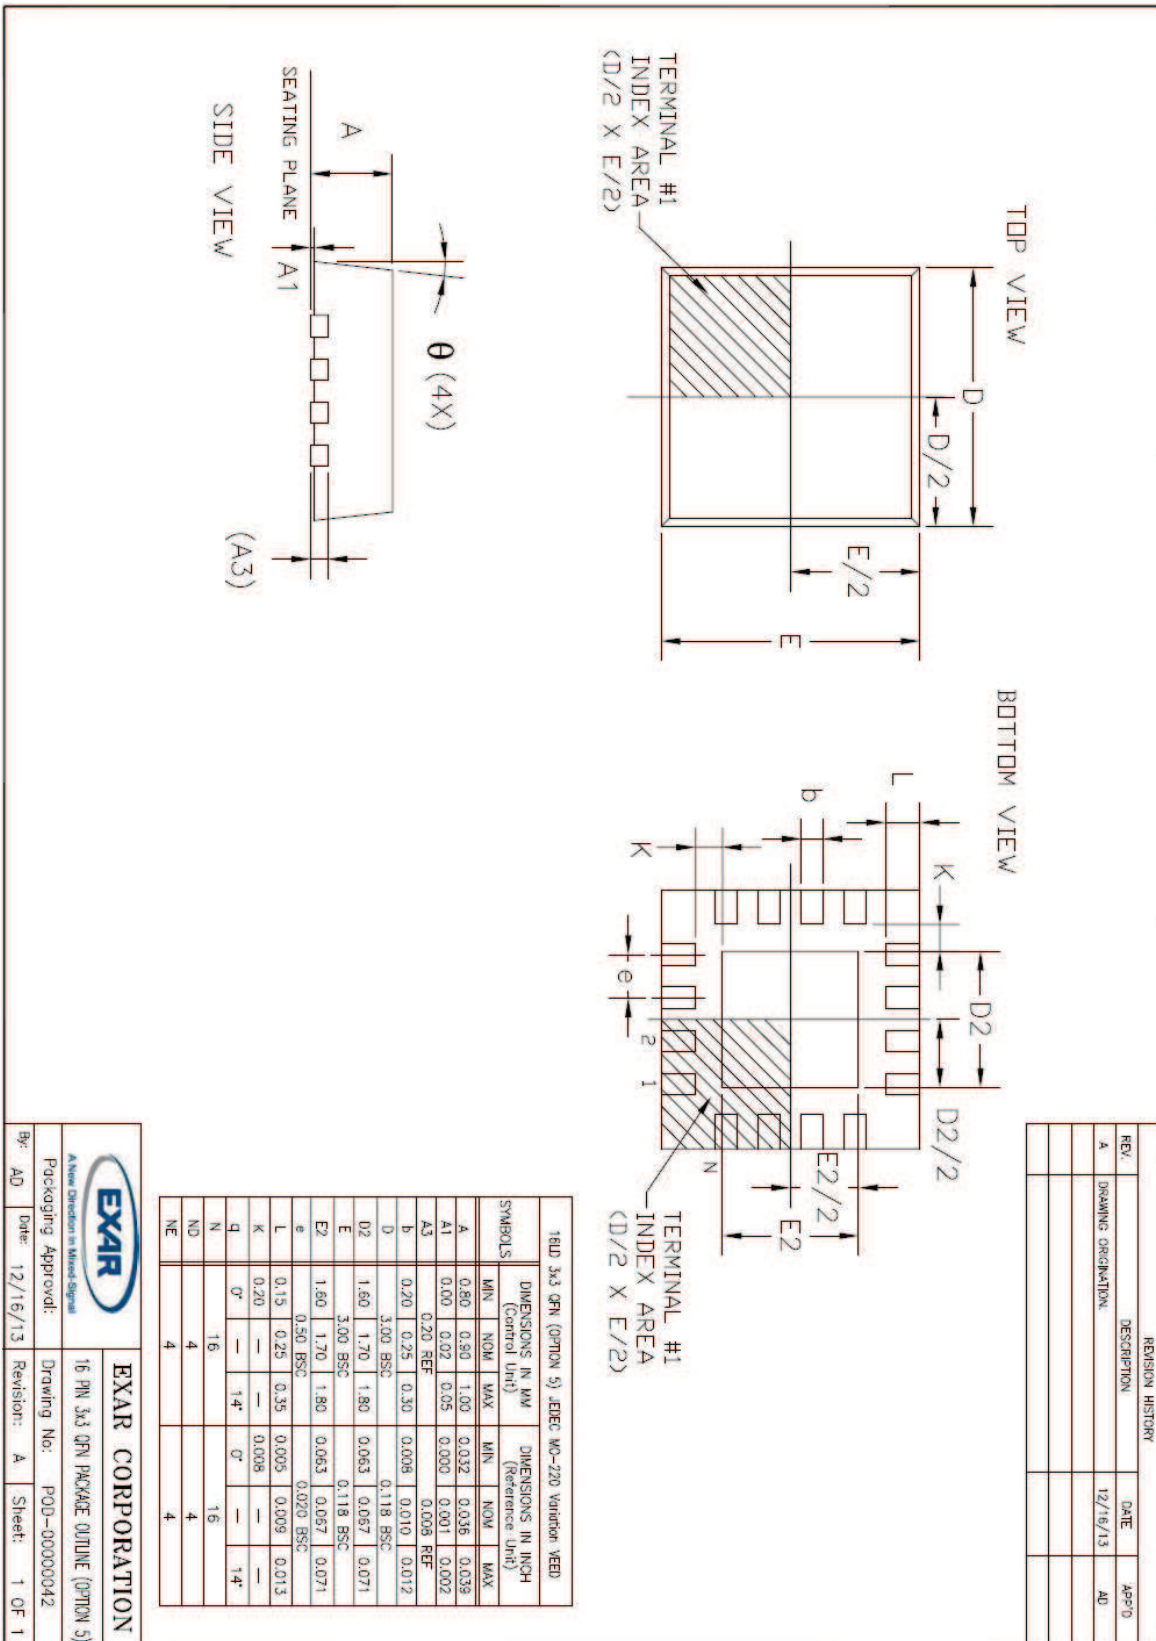 REVISION HISTORY
REV. DESCRIPTION DATE APP'D
A DRAWING ORIGINATION. 12/16/13 AD
TOP VIEW
D
D/2
E/2
E
TERMINAL #1
INDEX AREA
(D/2 X E/2)
BOTTOM VIEW
L
K
D2
D2/2
b
K
e
2
1
N
E2/2
E2
TERMINAL #1
INDEX AREA
(D/2 X E/2)
A
SEATING PLANE
A1
θ (4X)
(A3)
SIDE VIEW
16LD 3x3 QFN (OPTION 5) JEDEC MO-220 Variation VEED
SYMBOLS DIMENSIONS IN MM (Control Unit) DIMENSIONS IN INCH (Reference Unit)
MIN NOM MAX MIN NOM MAX
A 0.80 0.90 1.00 0.032 0.036 0.039
A1 0.00 0.02 0.05 0.000 0.001 0.002
A3 0.20 REF 0.008 REF
b 0.20 0.25 0.30 0.008 0.010 0.012
D 3.00 BSC 0.118 BSC
D2 1.60 1.70 1.80 0.063 0.067 0.071
E 3.00 BSC 0.118 BSC
E2 1.60 1.70 1.80 0.063 0.067 0.071
e 0.50 BSC 0.020 BSC
L 0.15 0.25 0.35 0.005 0.009 0.013
K 0.20 — — 0.008 — —
q 0° — 14° 0° — 14°
N 16 16
ND 4 4
NE 4 4
EXAR
A New Direction in Mixed-Signal
EXAR CORPORATION
16 PIN 3x3 QFN PACKAGE OUTLINE (OPTION 5)
Packaging Approval: Drawing No: POD-00000042
By: AD Date: 12/16/13 Revision: A Sheet: 1 OF 1